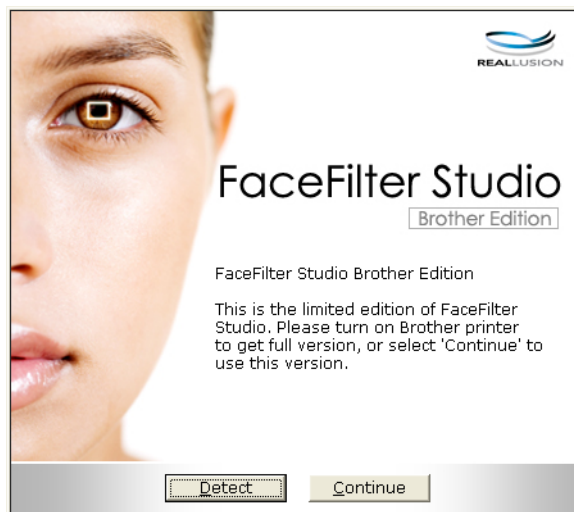 REALLUSION
FaceFilter Studio
Brother Edition
FaceFilter Studio Brother Edition
This is the limited edition of FaceFilter
Studio. Please turn on Brother printer
to get full version, or select 'Continue' to
use this version.
Detect
Continue